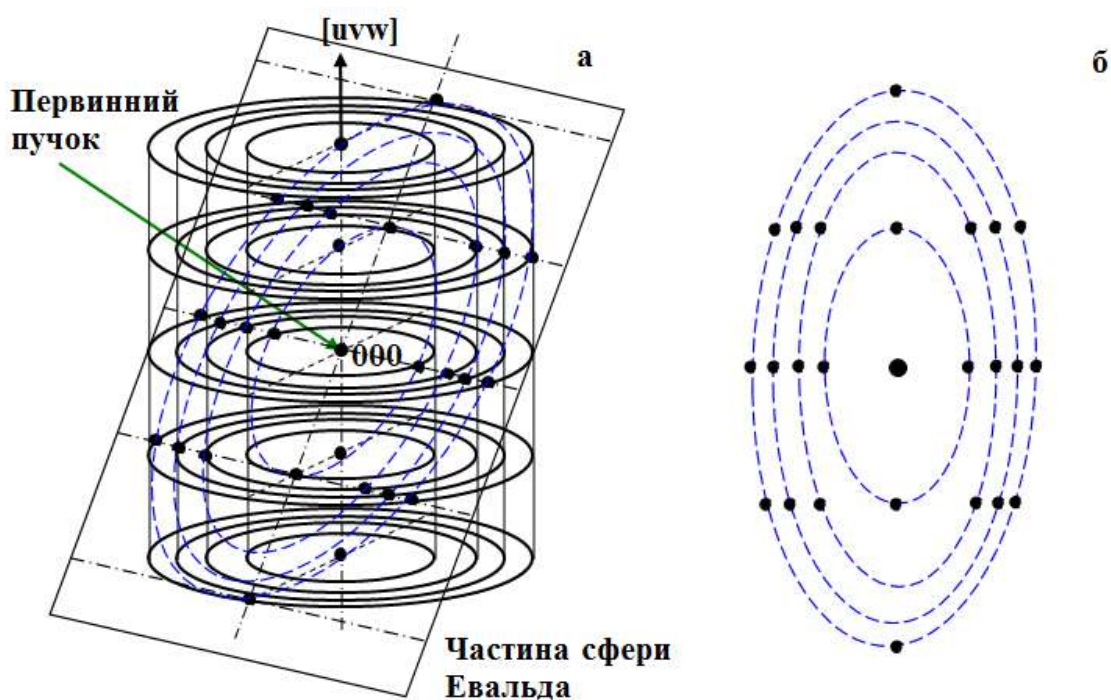 [uvw]
а
б
Первинний
пучок
000
Частина сфери
Евальда